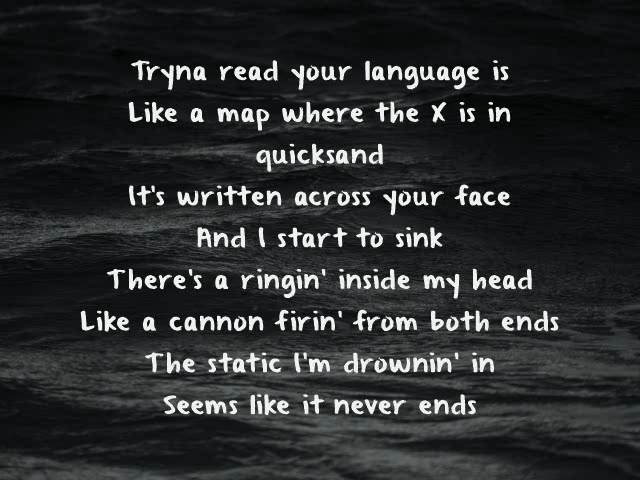 Tryna read your language is
Like a map where the X is in
quicksand
It's written across your face
And I start to sink
There's a ringin' inside my head
Like a cannon firin' from both ends
The static I'm drownin' in
Seems like it never ends